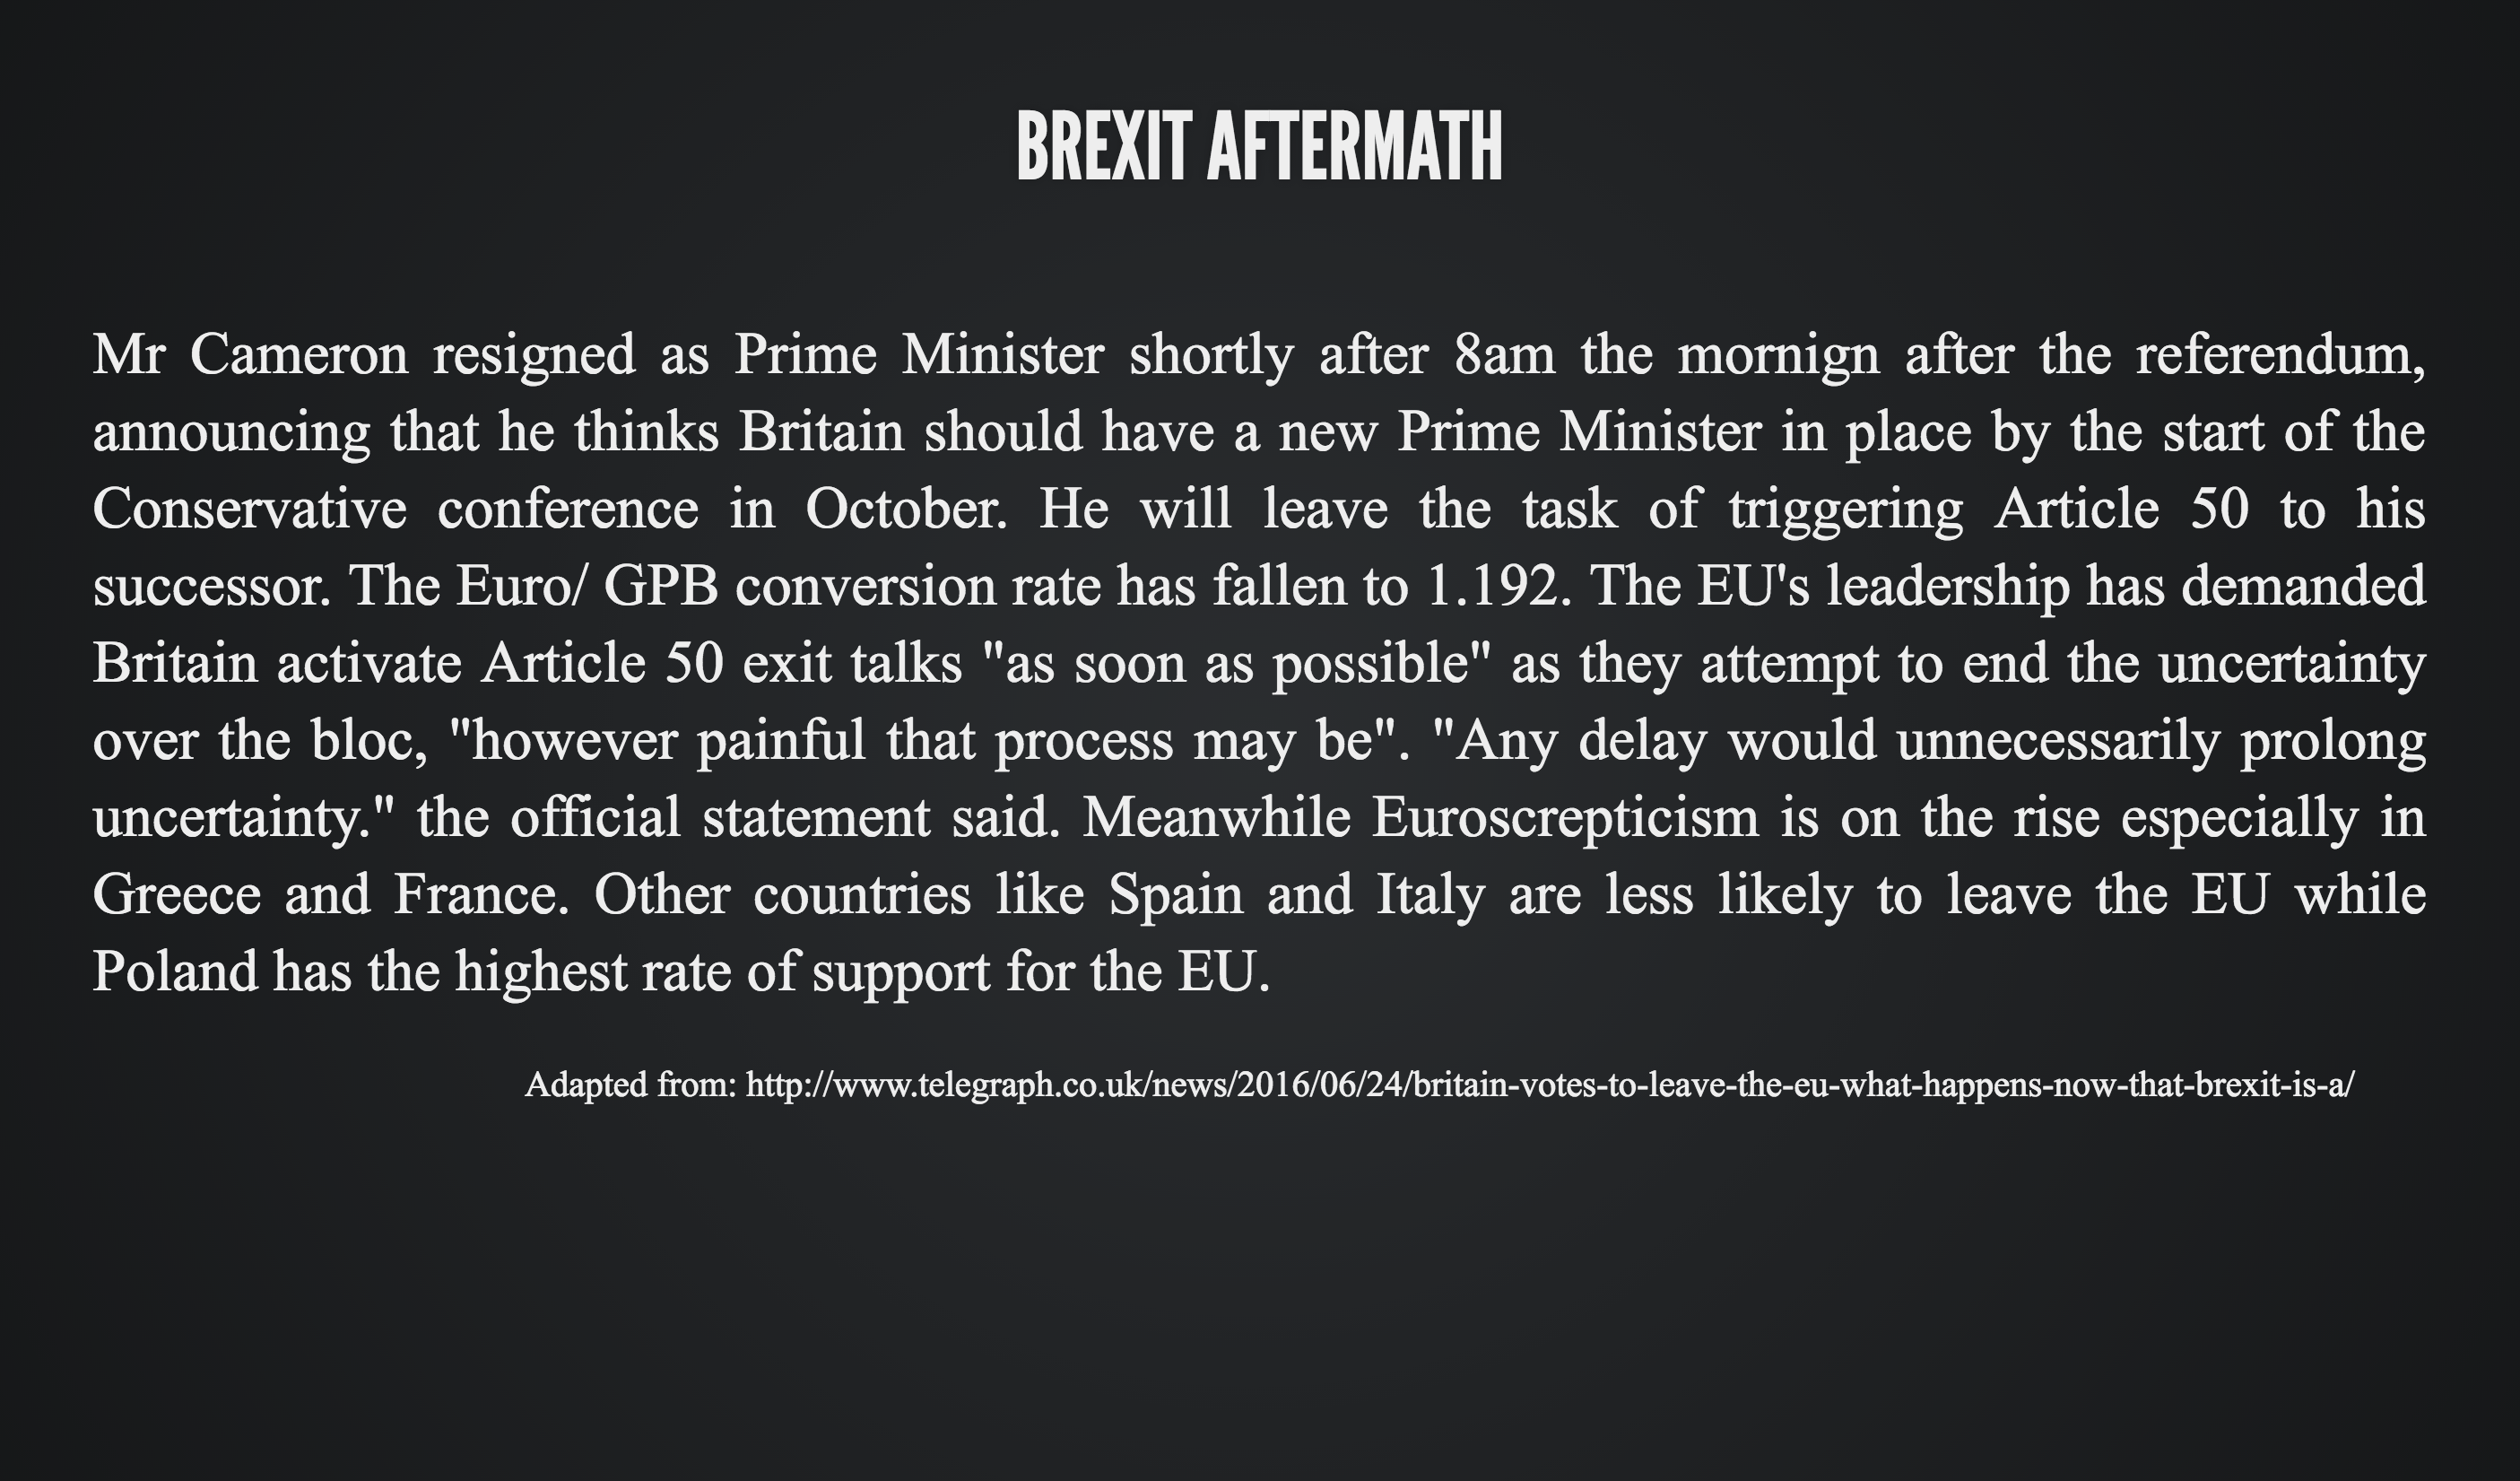 BREXIT AFTERMATH
Mr Cameron resigned as Prime Minister shortly after 8am the mornign after the referendum,
announcing that he thinks Britain should have a new Prime Minister in place by the start of the
Conservative conference in October. He will leave the task of triggering Article 50 to his
successor. The Euro/ GPB conversion rate has fallen to 1.192. The EU's leadership has demanded
Britain activate Article 50 exit talks "as soon as possible" as they attempt to end the uncertainty
over the bloc, "however painful that process may be". "Any delay would unnecessarily prolong
uncertainty." the official statement said. Meanwhile Euroscrepticism is on the rise especially in
Greece and France. Other countries like Spain and Italy are less likely to leave the EU while
Poland has the highest rate of support for the EU.
Adapted from: http://www.telegraph.co.uk/news/2016/06/24/britain-votes-to-leave-the-eu-what-happens-now-that-brexit-is-a/